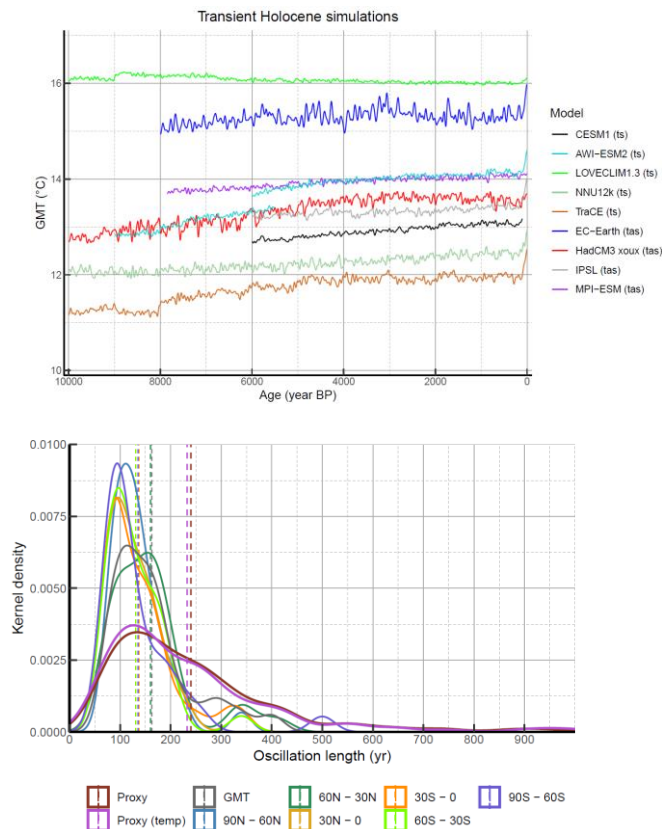 Transient Holocene simulations
16
14
12
10
GMT (°C)
10000 8000 6000 4000 2000 0
Age (year BP)
Model
CESM1 (ts)
AWI−ESM2 (ts)
LOVECLIM1.3 (ts)
NNU12k (ts)
TraCE (ts)
EC−Earth (tas)
HadCM3 xoux (tas)
IPSL (tas)
MPI−ESM (tas)
0.0100
0.0075
0.0050
0.0025
0.0000
Kernel density
0 100 200 300 400 500 600 700 800 900
Oscillation length (yr)
Proxy GMT 60N − 30N 30S − 0 90S − 60S
Proxy (temp) 90N − 60N 30N − 0 60S − 30S